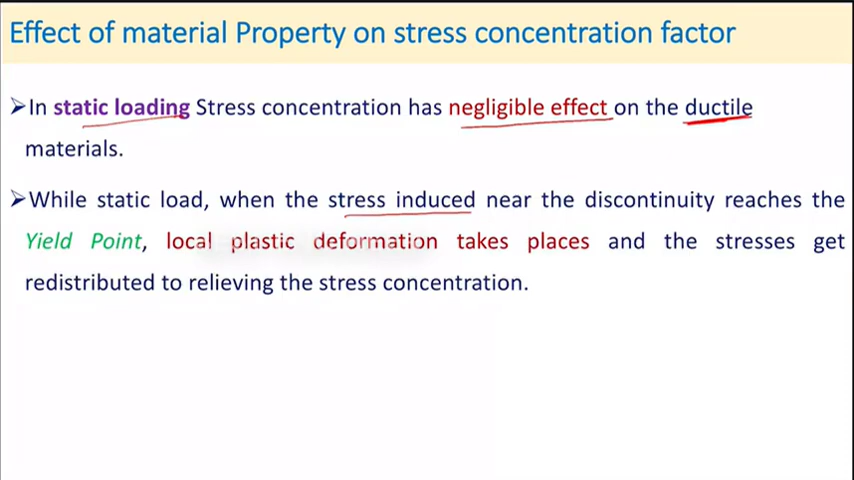 Effect of material Property on stress concentration factor
➢In static loading Stress concentration has negligible effect on the ductile
materials.
➢While static load, when the stress induced near the discontinuity reaches the
Yield Point, local plastic deformation takes places and the stresses get
redistributed to relieving the stress concentration.